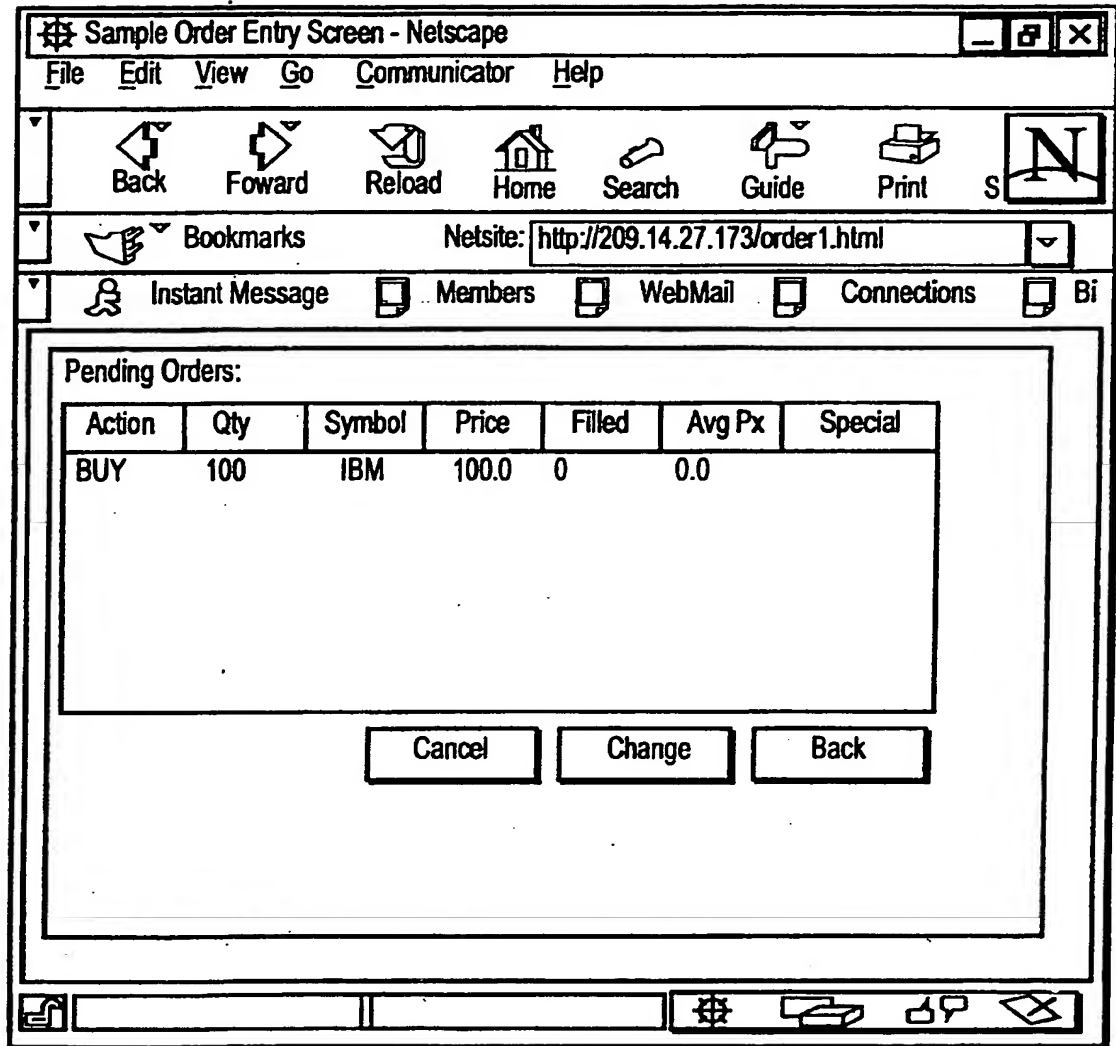 Sample Order Entry Screen - Netscape
File Edit View Go Communicator Help
Back Foward Reload Home Search Guide Print S
N
Bookmarks Netsite: http://209.14.27.173/order1.html
Instant Message Members WebMail Connections Bi
Pending Orders:
Action Qty Symbol Price Filled Avg Px Special
BUY 100 IBM 100.0 0 0.0
Cancel Change Back